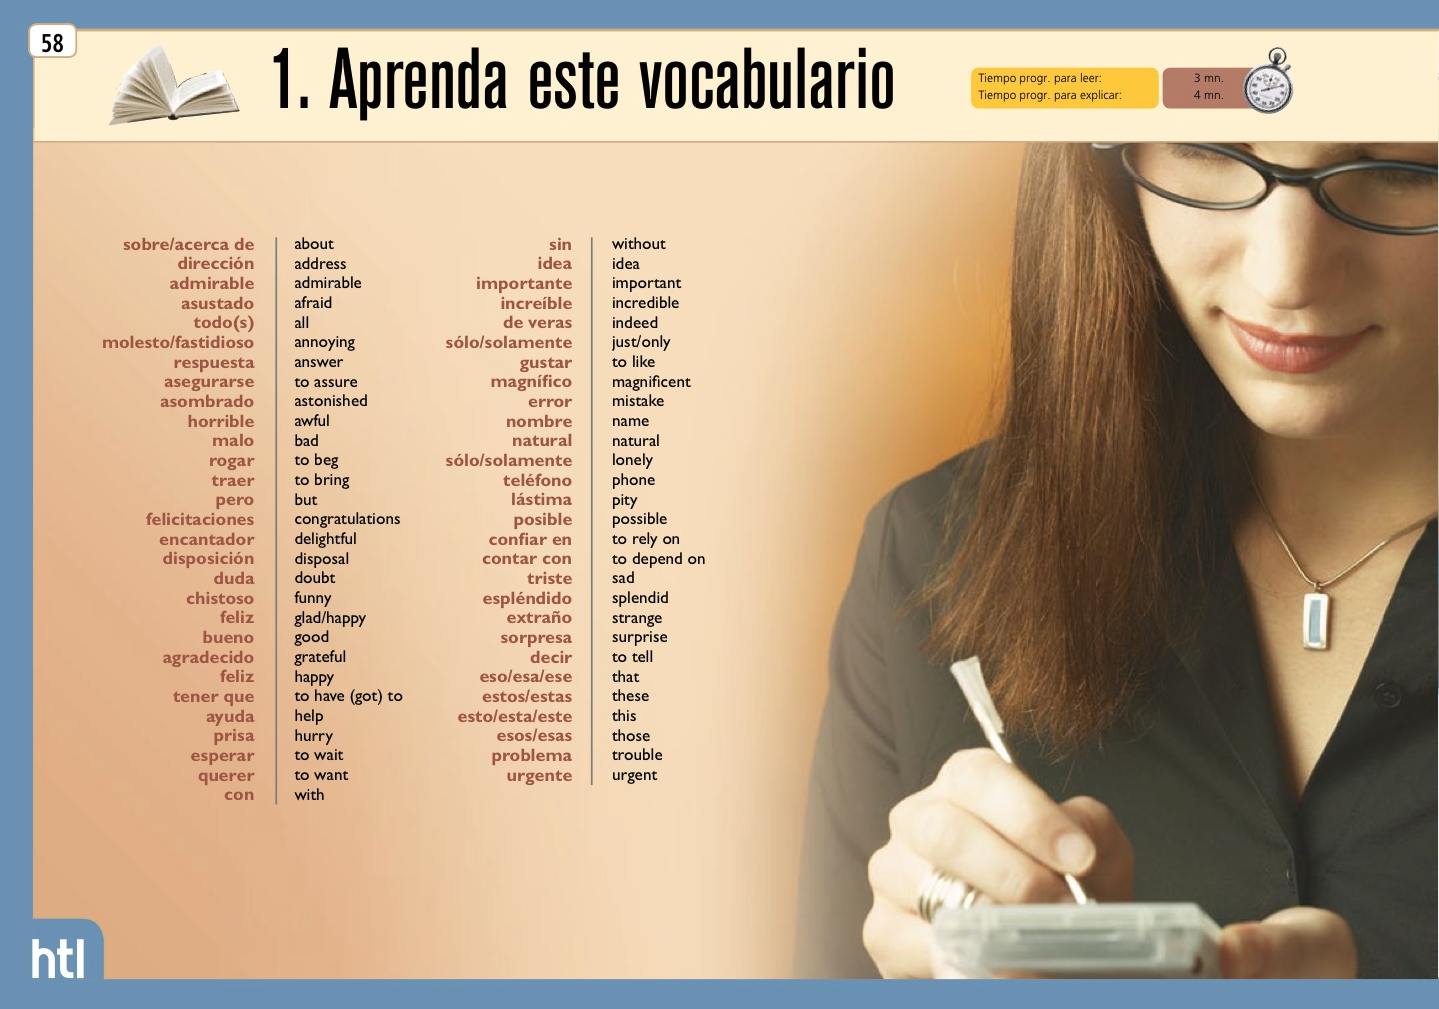 58
1. Aprenda este vocabulario
Tiempo progr. para leer: 3 mn.
Tiempo progr. para explicar: 4 mn.
sobre/acerca de about
dirección address
admirable admirable
asustado afraid
todo(s) all
molesto/fastidioso annoying
respuesta answer
asegurarse to assure
asombrado astonished
horrible awful
malo bad
rogar to beg
traer to bring
pero but
felicitaciones congratulations
encantador delightful
disposición disposal
duda doubt
chistoso funny
feliz glad/happy
bueno good
agradecido grateful
feliz happy
tener que to have (got) to
ayuda help
prisa hurry
esperar to wait
querer to want
con with
sin without
idea idea
importante important
increíble incredible
de veras indeed
sólo/solamente just/only
gustar to like
magnífico magnificent
error mistake
nombre name
natural natural
sólo/solamente lonely
teléfono phone
lástima pity
posible possible
confiar en to rely on
contar con to depend on
triste sad
espléndido splendid
extraño strange
sorpresa surprise
decir to tell
eso/esa/ese that
estos/estas these
esto/esta/este this
esos/esas those
problema trouble
urgente urgent
htl